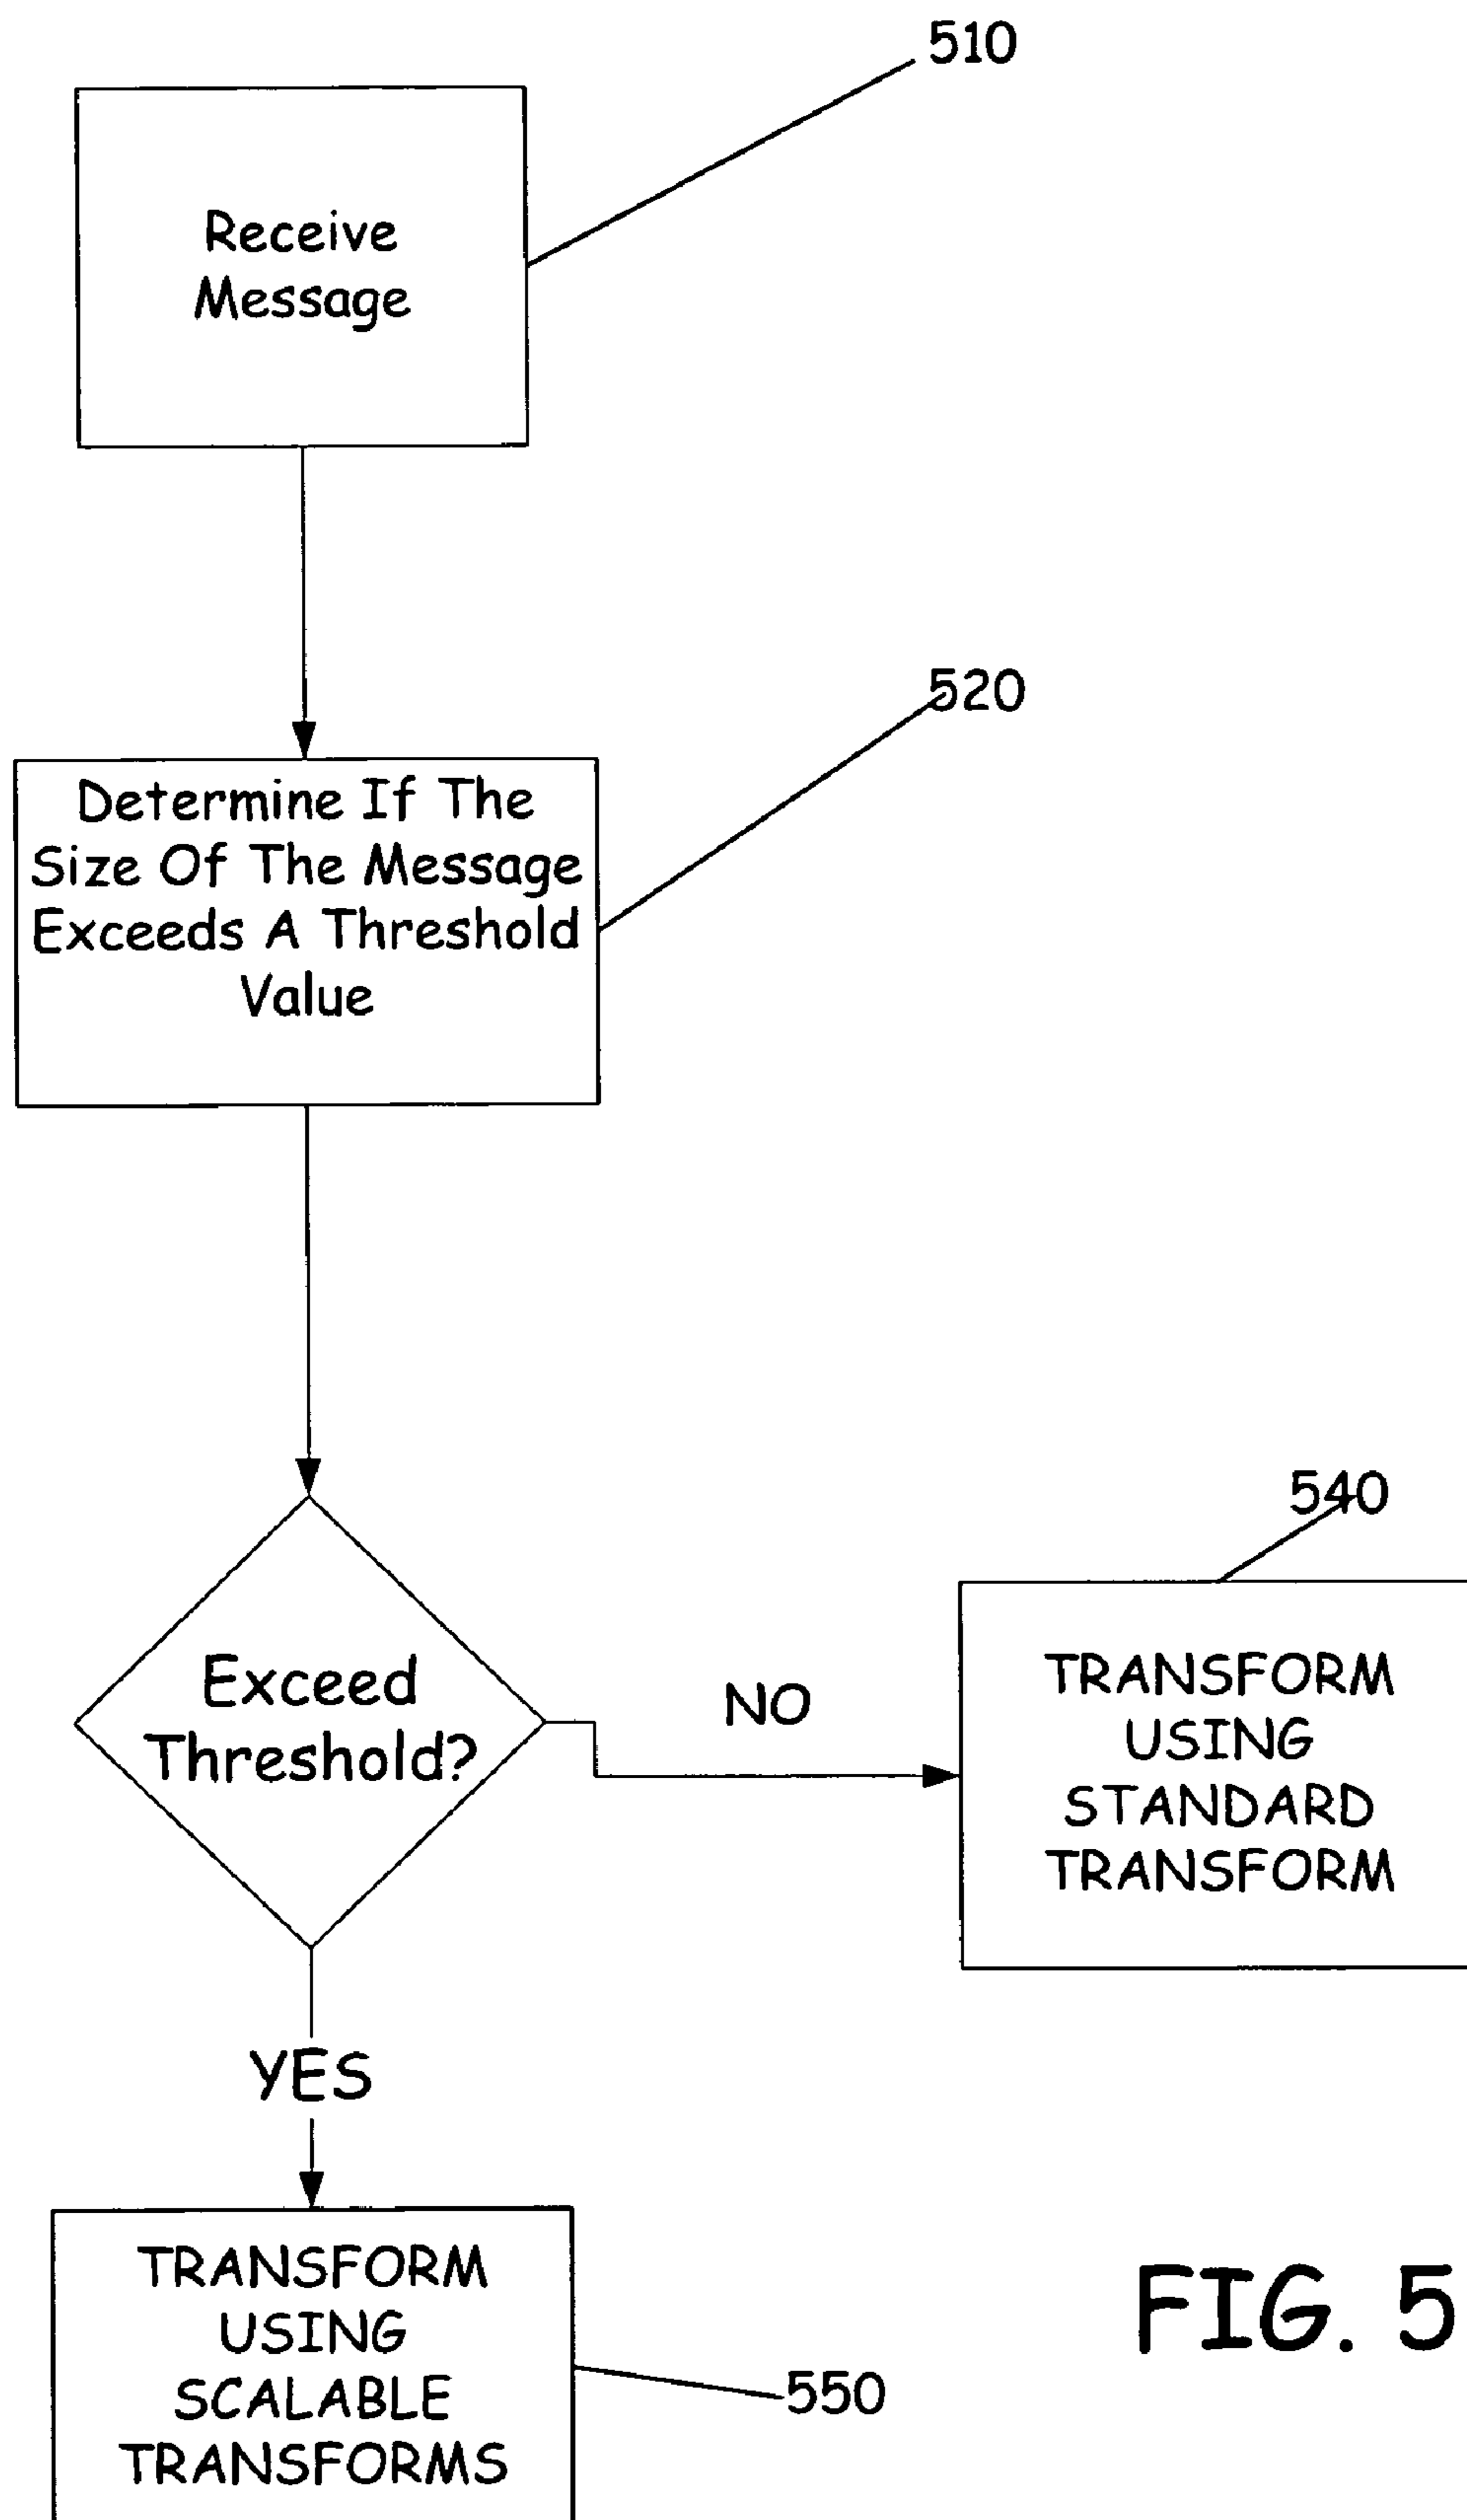 510
Receive
Message
520
Determine If The
Size Of The Message
Exceeds A Threshold
Value
540
Exceed
Threshold?
NO
TRANSFORM
USING
STANDARD
TRANSFORM
YES
TRANSFORM
USING
SCALABLE
TRANSFORMS
550
FIG. 5